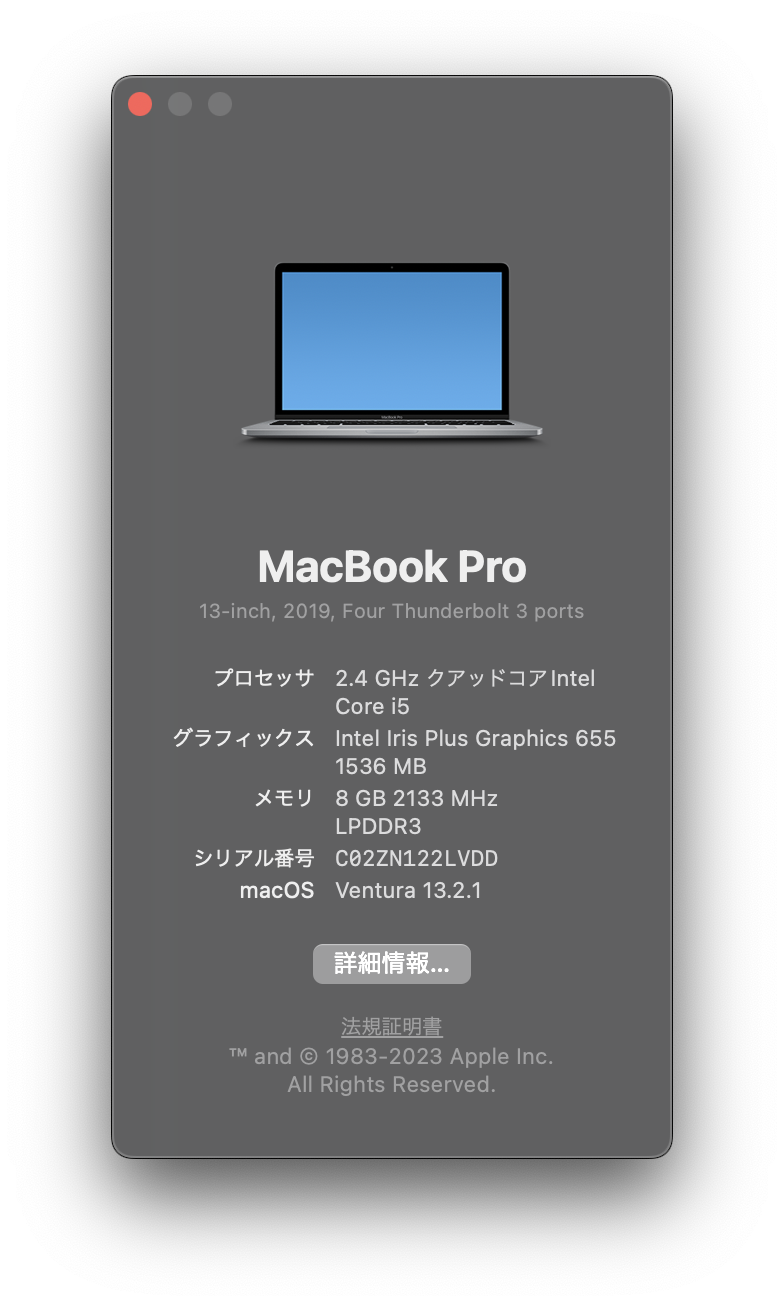 MacBook Pro
13-inch, 2019, Four Thunderbolt 3 ports
プロセッサ 2.4 GHz クアッドコアIntel
Core i5
グラフィックス Intel Iris Plus Graphics 655
1536 MB
メモリ 8 GB 2133 MHz
LPDDR3
シリアル番号 C02ZN122LVDD
macOS Ventura 13.2.1
詳細情報...
法規証明書
™ and © 1983-2023 Apple Inc.
All Rights Reserved.